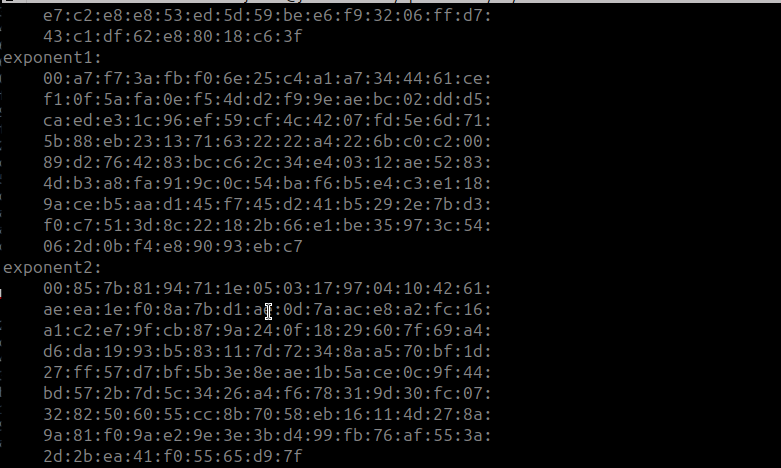 e7:c2:e8:e8:53:ed:5d:59:be:e6:f9:32:06:ff:d7:
43:c1:df:62:e8:80:18:c6:3f
exponent1:
00:a7:f7:3a:fb:f0:6e:25:c4:a1:a7:34:44:61:ce:
f1:0f:5a:fa:0e:f5:4d:d2:f9:9e:ae:bc:02:dd:d5:
ca:ed:e3:1c:96:ef:59:cf:4c:42:07:fd:5e:6d:71:
5b:88:eb:23:13:71:63:22:22:a4:22:6b:c0:c2:00:
89:d2:76:42:83:bc:c6:2c:34:e4:03:12:ae:52:83:
4d:b3:a8:fa:91:9c:0c:54:ba:f6:b5:e4:c3:e1:18:
9a:ce:b5:aa:d1:45:f7:45:d2:41:b5:29:2e:7b:d3:
f0:c7:51:3d:8c:22:18:2b:66:e1:be:35:97:3c:54:
06:2d:0b:f4:e8:90:93:eb:c7
exponent2:
00:85:7b:81:94:71:1e:05:03:17:97:04:10:42:61:
ae:ea:1e:f0:8a:7b:d1:ae:0d:7a:ac:e8:a2:fc:16:
a1:c2:e7:9f:cb:87:9a:24:0f:18:29:60:7f:69:a4:
d6:da:19:93:b5:83:11:7d:72:34:8a:a5:70:bf:1d:
27:ff:57:d7:bf:5b:3e:8e:ae:1b:5a:ce:0c:9f:44:
bd:57:2b:7d:5c:34:26:a4:f6:78:31:9d:30:fc:07:
32:82:50:60:55:cc:8b:70:58:eb:16:11:4d:27:8a:
9a:81:f0:9a:e2:9e:3e:3b:d4:99:fb:76:af:55:3a:
2d:2b:ea:41:f0:55:65:d9:7f